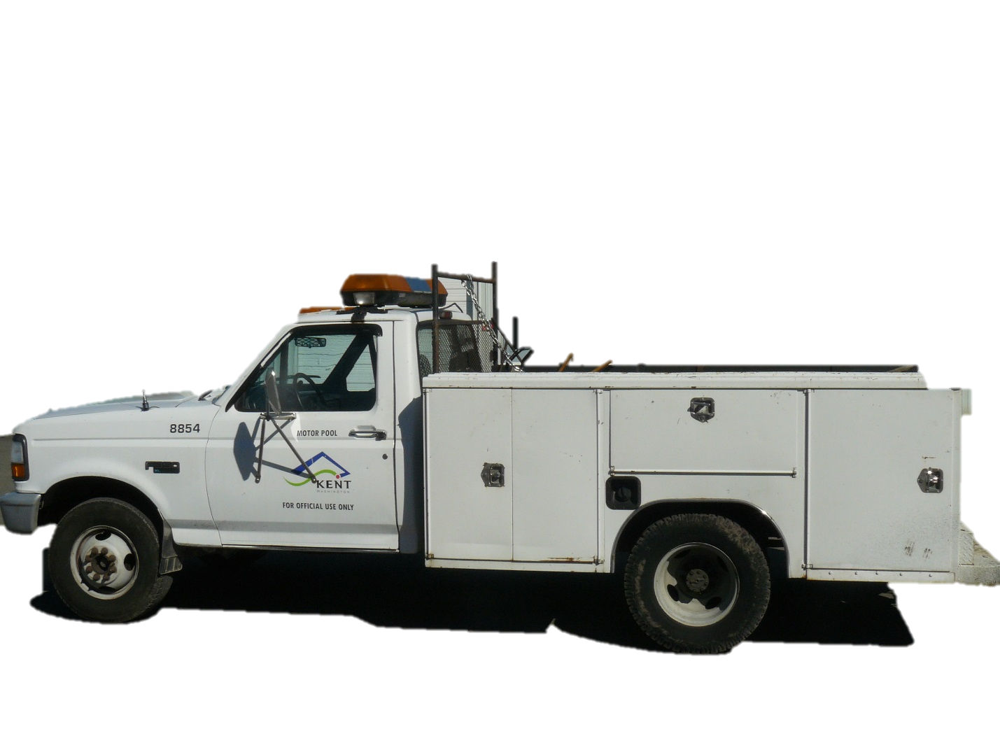 8854
MOTOR POOL
KENT
WASHINGTON
FOR OFFICIAL USE ONLY